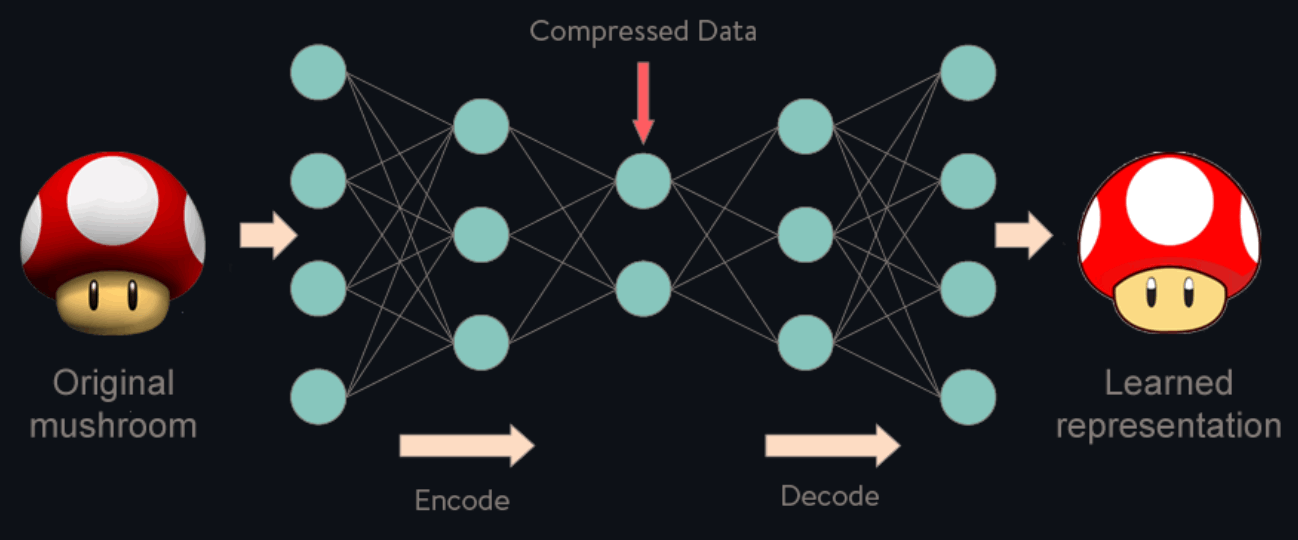 Compressed Data
Original
mushroom
Learned
representation
Encode
Decode